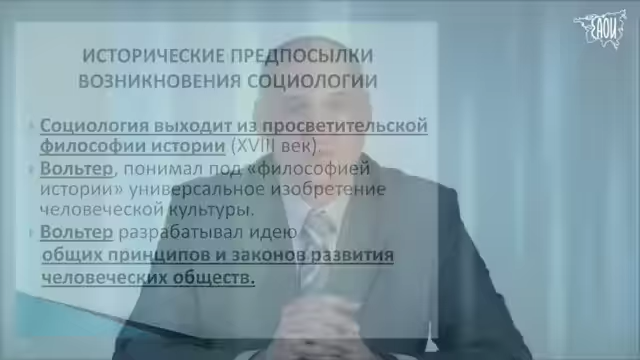 ЕАОИ
ИСТОРИЧЕСКИЕ ПРЕДПОСЫЛКИ
ВОЗНИКНОВЕНИЯ СОЦИОЛОГИИ
Социология выходит из просветительской
философии истории (XVIII век).
Вольтер, понимал под «философией
истории» универсальное изобретение
человеческой культуры.
Вольтер разрабатывал идею
общих принципов и законов развития
человеческих обществ.